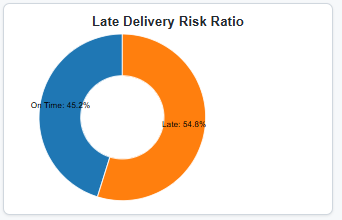 Late Delivery Risk Ratio
On Time: 45.2%
Late: 54.8%